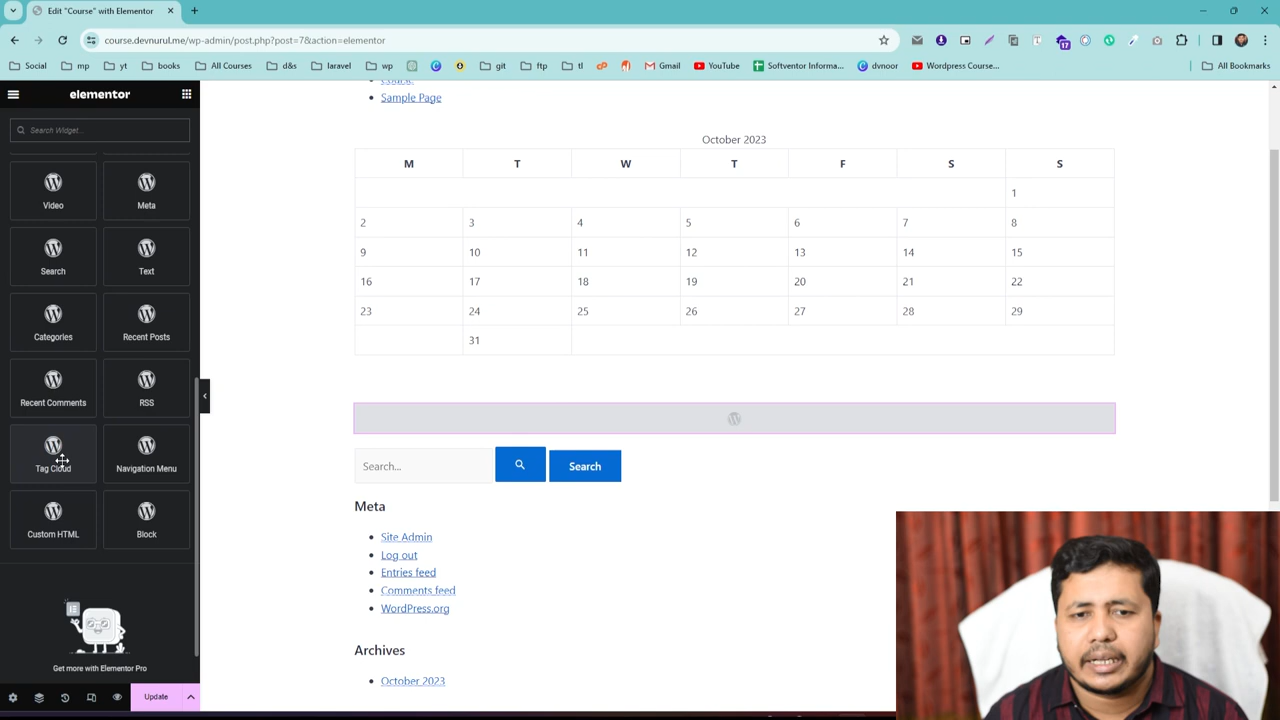 Edit "Course" with Elementor
course.devnurul.me/wp-admin/post.php?post=7&action=elementor
17
Social
mp
yt
books
All Courses
d&s
laravel
wp
git
ftp
tl
Gmail
YouTube
Softventor Informa...
dvnoor
Wordpress Course...
All Bookmarks
elementor
Search Widget...
Video
Meta
Search
Text
Categories
Recent Posts
Recent Comments
RSS
Tag Cloud
Navigation Menu
Custom HTML
Block
Get more with Elementor Pro
Update
Sample Page
October 2023
M T W T F S S
1
2 3 4 5 6 7 8
9 10 11 12 13 14 15
16 17 18 19 20 21 22
23 24 25 26 27 28 29
31
Search...
Search
Meta
Site Admin
Log out
Entries feed
Comments feed
WordPress.org
Archives
October 2023